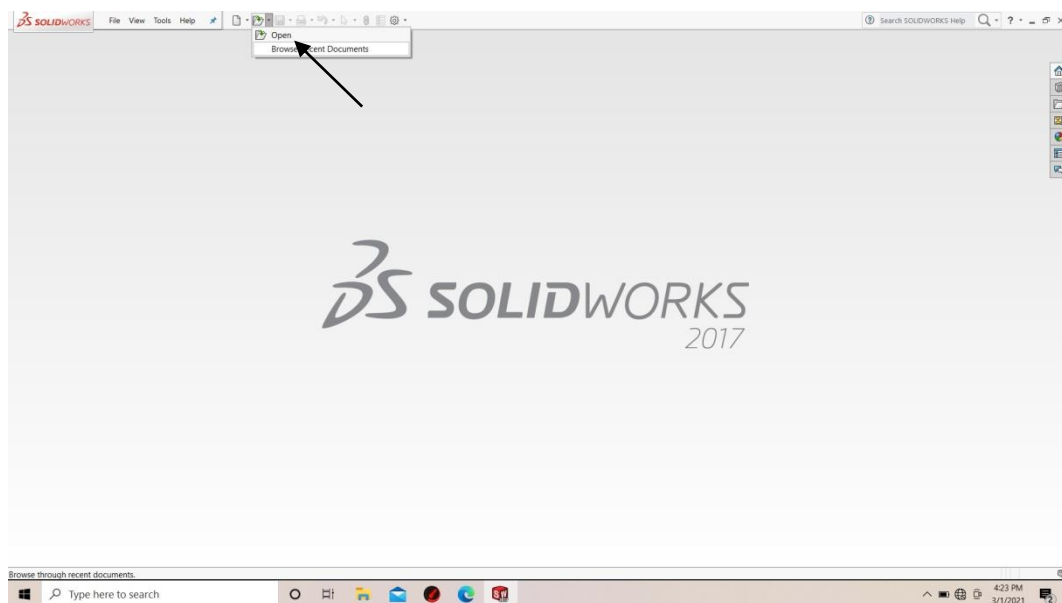 SOLIDWORKS File View Tools Help Search SOLIDWORKS Help ?
Open
Browse Recent Documents
SOLIDWORKS
2017
Browse through recent documents.
Type here to search
4:23 PM
3/1/2021